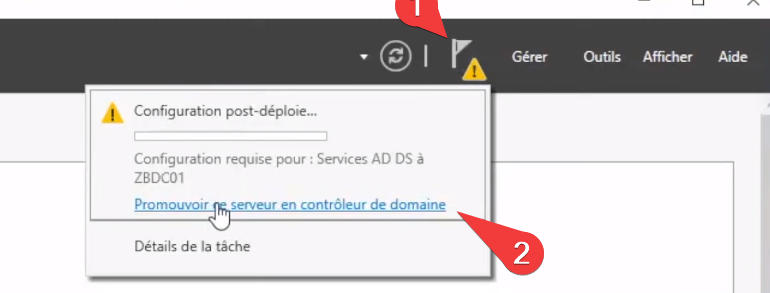 1
Gérer Outils Afficher Aide
Configuration post-déploie...
Configuration requise pour : Services AD DS à
ZBDC01
Promouvoir ce serveur en contrôleur de domaine
2
Détails de la tâche